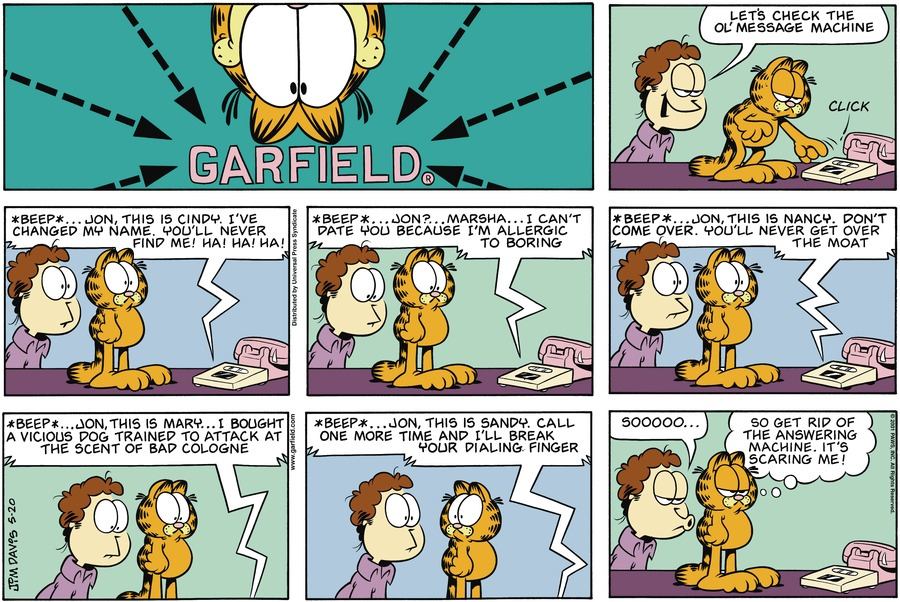 GARFIELD®
LET'S CHECK THE
OL' MESSAGE MACHINE
CLICK
*BEEP*...JON, THIS IS CINDY. I'VE
CHANGED MY NAME. YOU'LL NEVER
FIND ME! HA! HA! HA!
Distributed by Universal Press Syndicate
*BEEP*...JON?...MARSHA...I CAN'T
DATE YOU BECAUSE I'M ALLERGIC
TO BORING
*BEEP*...JON, THIS IS NANCY. DON'T
COME OVER. YOU'LL NEVER GET OVER
THE MOAT
*BEEP*...JON, THIS IS MARY..I BOUGHT
A VICIOUS DOG TRAINED TO ATTACK AT
THE SCENT OF BAD COLOGNE
JIM DAVIS 5-20
www.garfield.com
*BEEP*...JON, THIS IS SANDY. CALL
ONE MORE TIME AND I'LL BREAK
YOUR DIALING FINGER
SOOOOO...
SO GET RID OF
THE ANSWERING
MACHINE. IT'S
SCARING ME!
© 2001 PAWS, INC. All Rights Reserved.